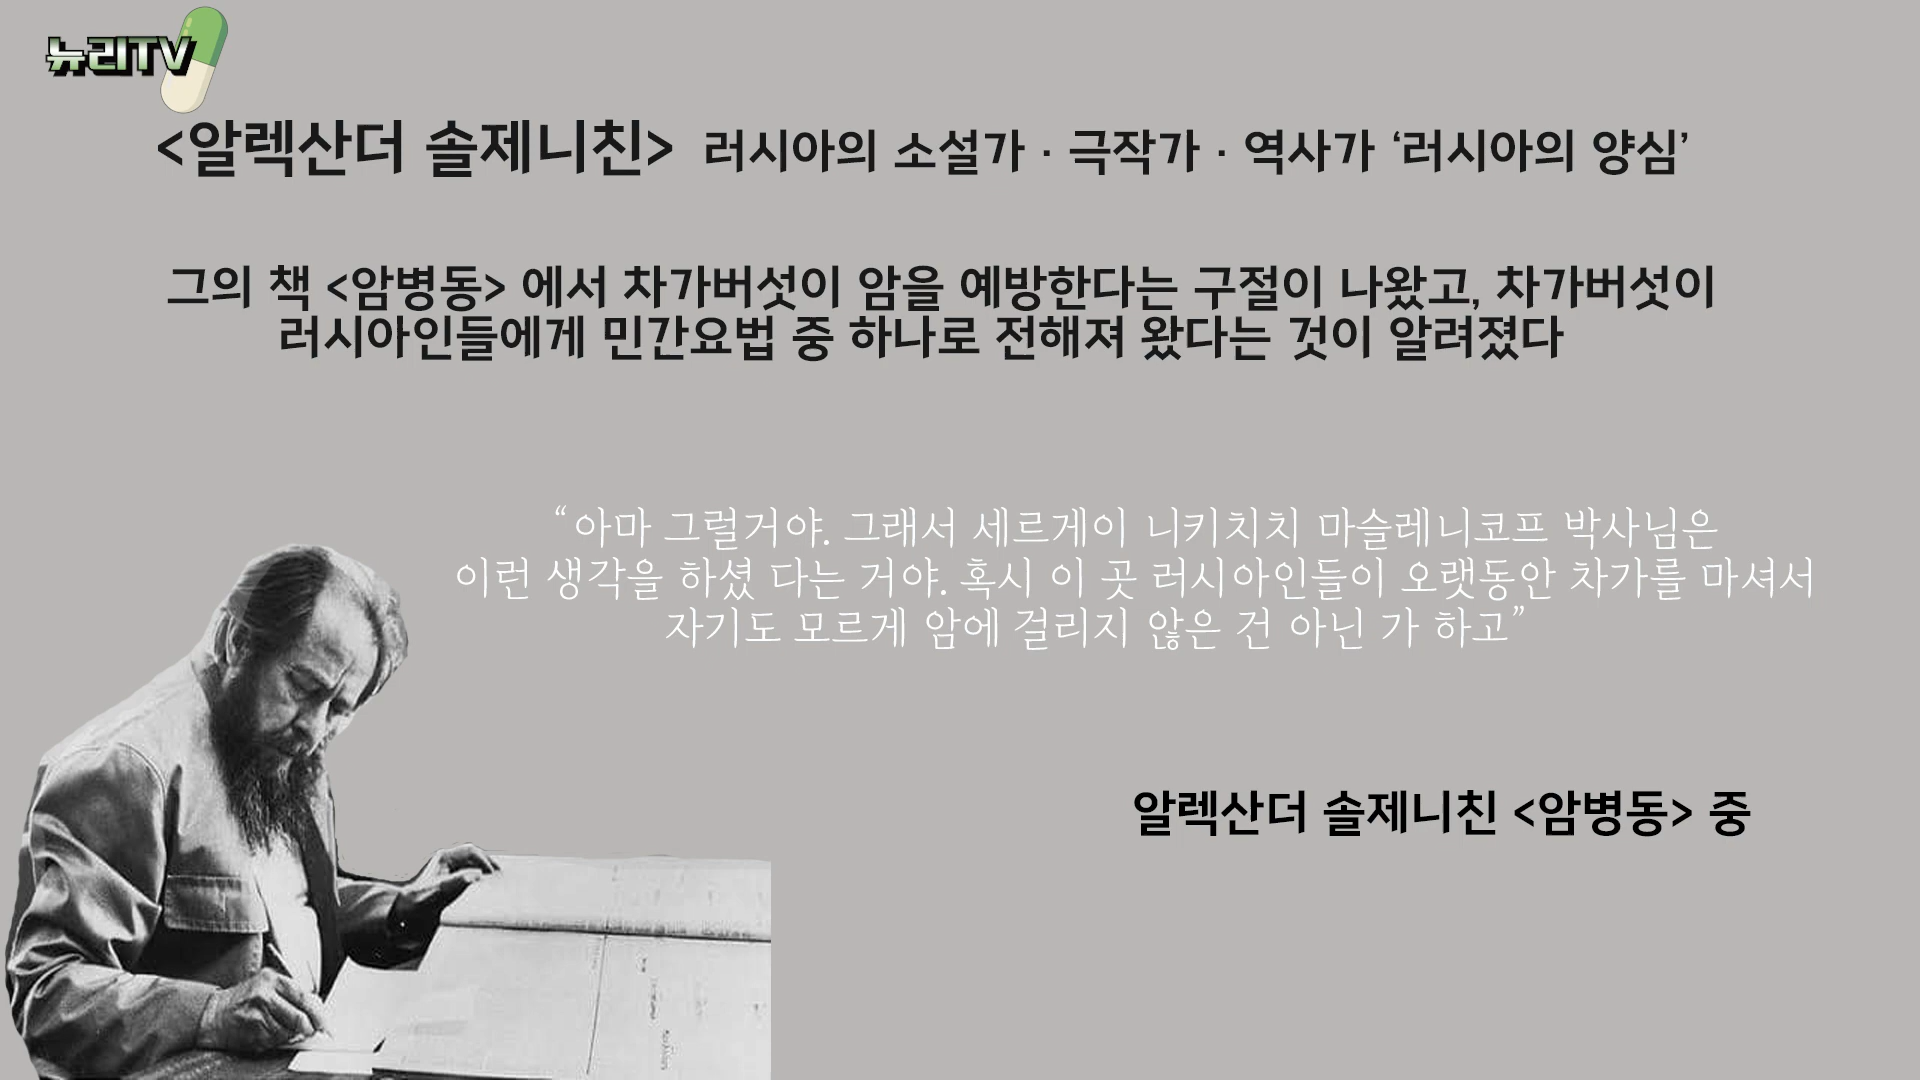 뉴리TV
<알렉산더 솔제니친> 러시아의 소설가 · 극작가 · 역사가 ‘러시아의 양심’
그의 책 <암병동> 에서 차가버섯이 암을 예방한다는 구절이 나왔고, 차가버섯이
러시아인들에게 민간요법 중 하나로 전해져 왔다는 것이 알려졌다
“아마 그럴거야. 그래서 세르게이 니키치치 마슬레니코프 박사님은
이런 생각을 하셨 다는 거야. 혹시 이 곳 러시아인들이 오랫동안 차가를 마셔서
자기도 모르게 암에 걸리지 않은 건 아닌 가 하고”
알렉산더 솔제니친 <암병동> 중